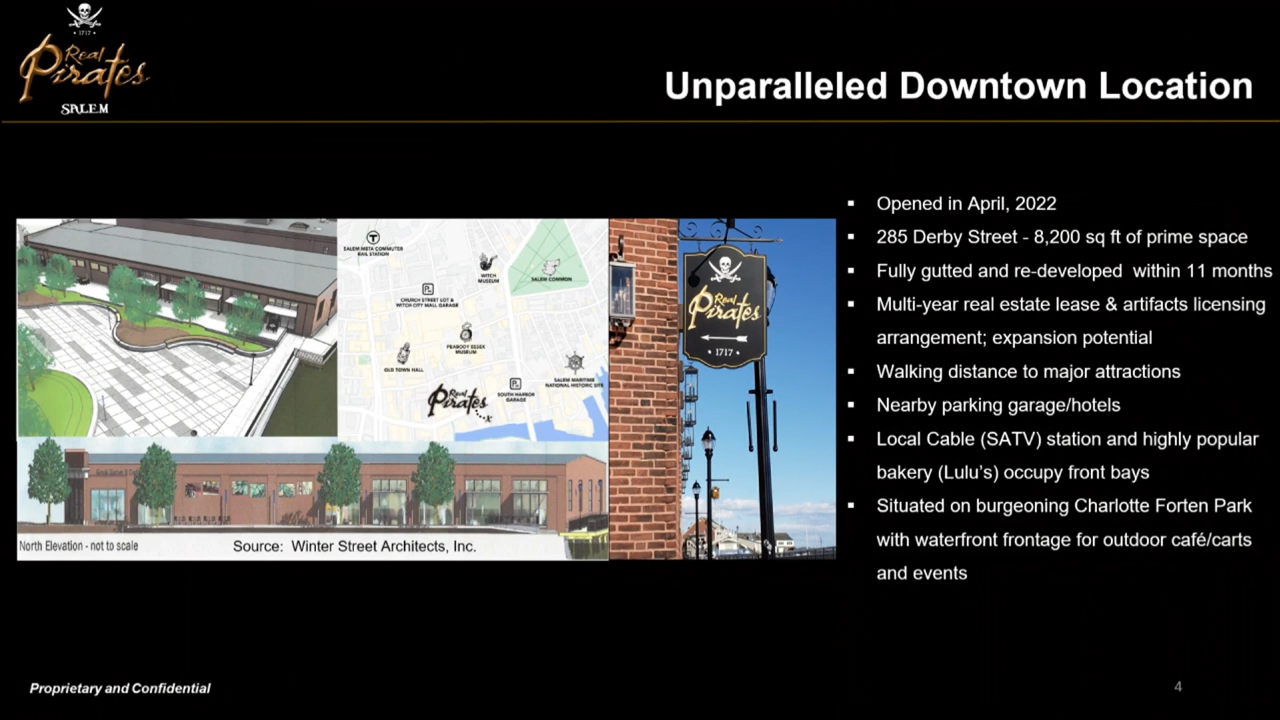 • 1717 •
Real
Pirates
SALEM
Unparalleled Downtown Location
SALEM MBTA COMMUTER
RAIL STATION
WITCH
MUSEUM
SALEM COMMON
CHURCH STREET LOT &
WITCH CITY MALL GARAGE
PEABODY ESSEX
MUSEUM
OLD TOWN HALL
SALEM MARITIME
NATIONAL HISTORIC SITE
SOUTH HARBOR
GARAGE
Real
Pirates
North Elevation - not to scale
Source: Winter Street Architects, Inc.
Real
Pirates
• 1717 •
▪ Opened in April, 2022
▪ 285 Derby Street - 8,200 sq ft of prime space
▪ Fully gutted and re-developed within 11 months
▪ Multi-year real estate lease & artifacts licensing
arrangement; expansion potential
▪ Walking distance to major attractions
▪ Nearby parking garage/hotels
▪ Local Cable (SATV) station and highly popular
bakery (Lulu's) occupy front bays
▪ Situated on burgeoning Charlotte Forten Park
with waterfront frontage for outdoor café/carts
and events
Proprietary and Confidential
4